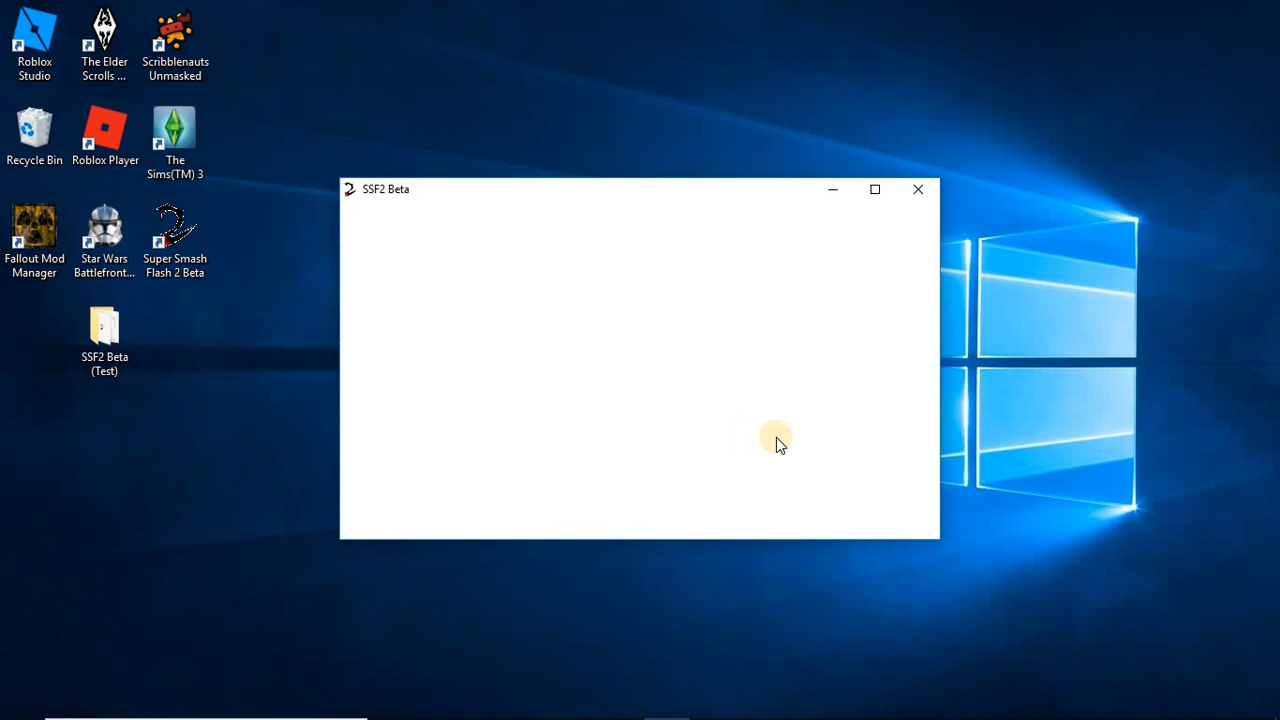 Roblox
Studio
The Elder
Scrolls ...
Scribblenauts
Unmasked
Recycle Bin
Roblox Player
The
Sims(TM) 3
Fallout Mod
Manager
Star Wars
Battlefront...
Super Smash
Flash 2 Beta
SSF2 Beta
(Test)
SSF2 Beta